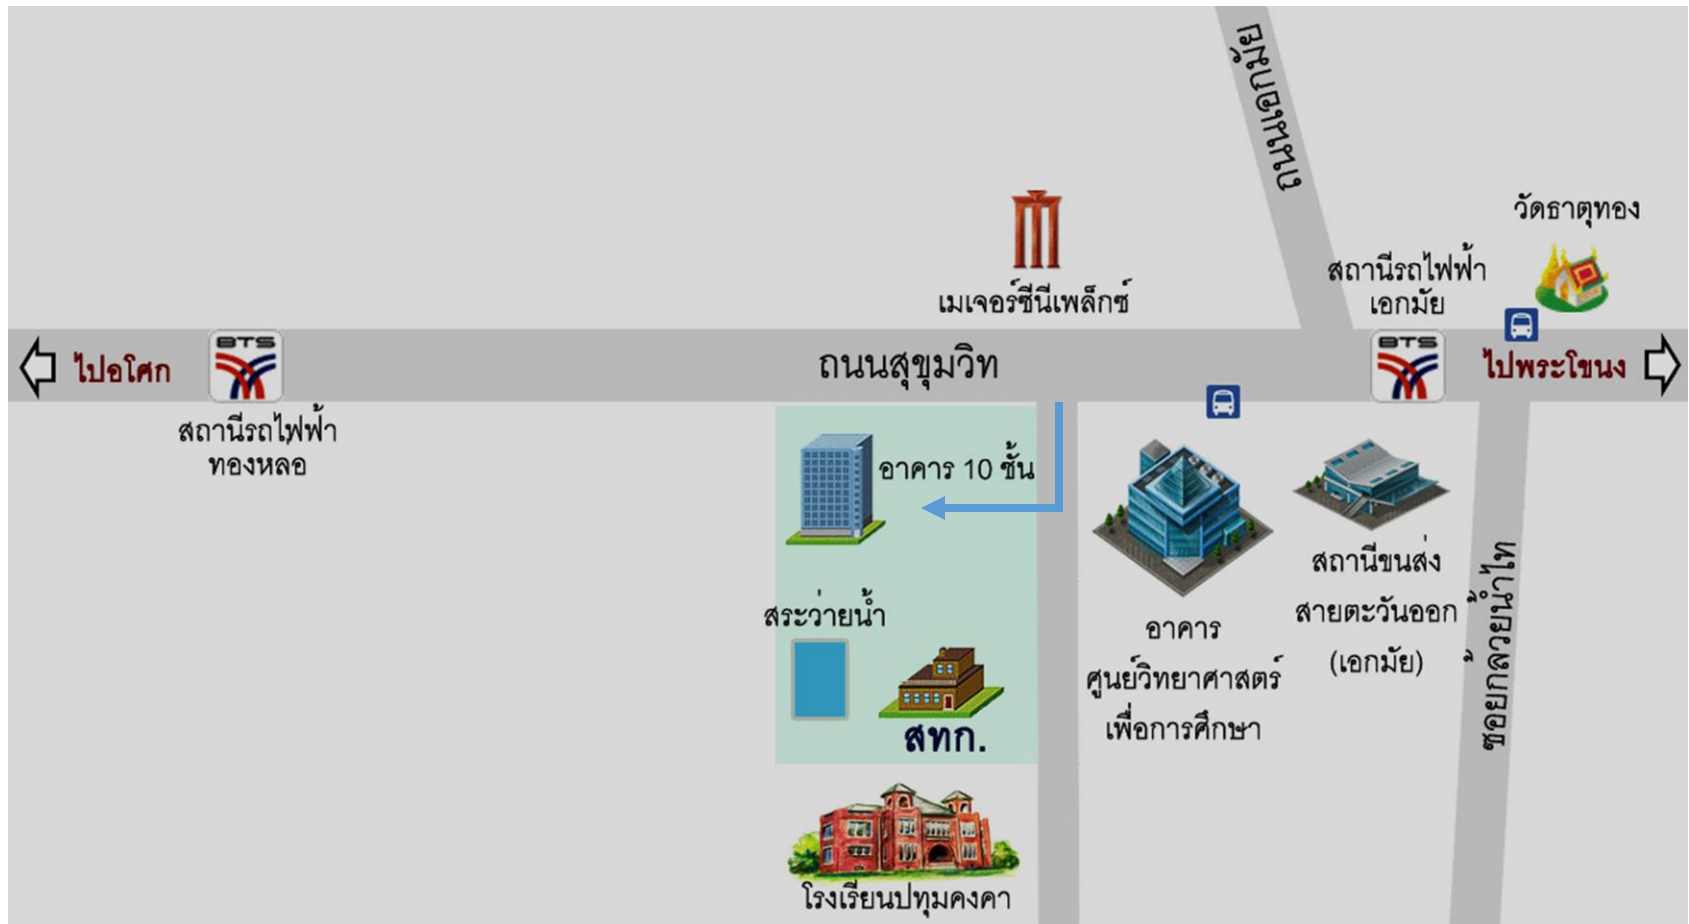 ถนนเอกมัย
วัดธาตุทอง
สถานีรถไฟฟ้า
เอกมัย
เมเจอร์ซีนีเพล็กซ์
ไปอโศก
BTS
ถนนสุขุมวิท
BTS
ไปพระโขนง
สถานีรถไฟฟ้า
ทองหลอ
อาคาร 10 ชั้น
สระว่ายน้ำ
สทก.
อาคาร
ศูนย์วิทยาศาสตร์
เพื่อการศึกษา
สถานีขนส่ง
สายตะวันออก
(เอกมัย)
ซอยกล้วยน้ำไท
โรงเรียนปทุมคงคา